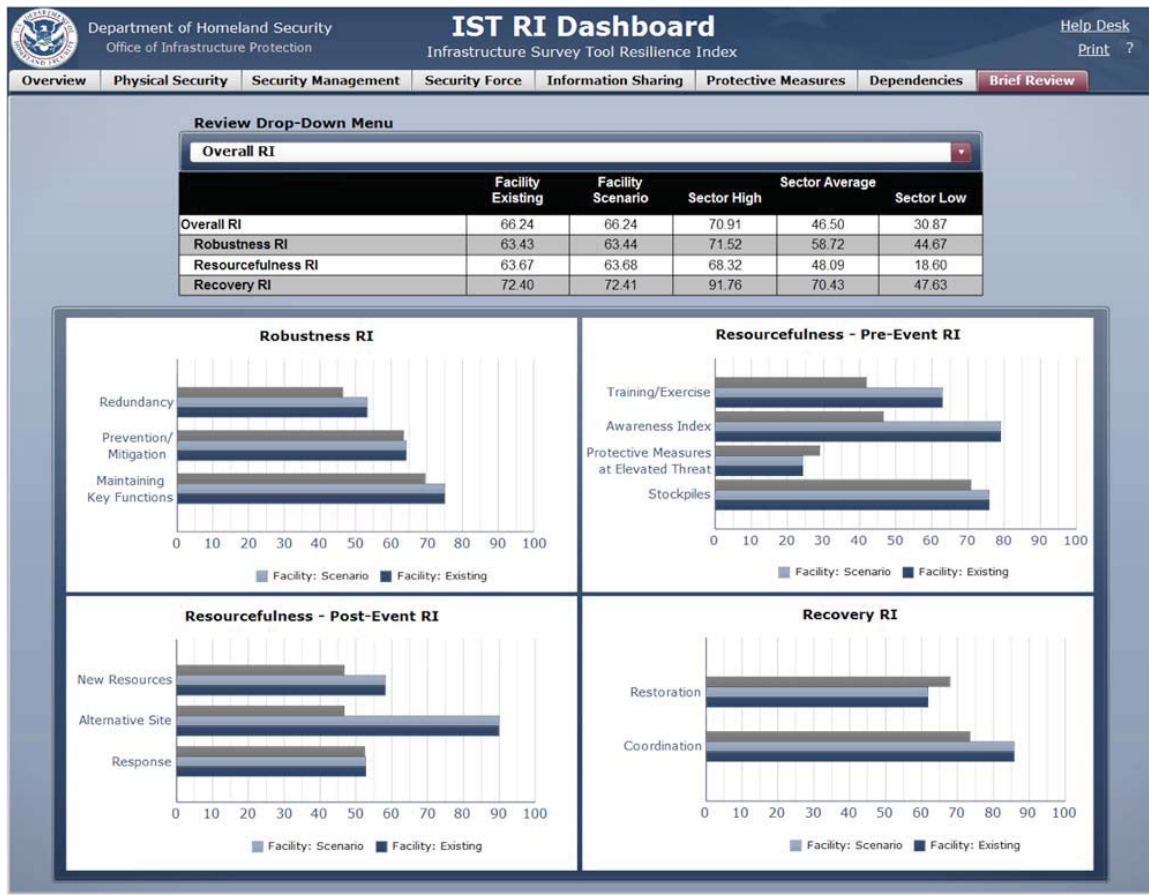 Department of Homeland Security
Office of Infrastructure Protection
IST RI Dashboard
Infrastructure Survey Tool Resilience Index
Help Desk
Print ?
Overview Physical Security Security Management Security Force Information Sharing Protective Measures Dependencies Brief Review
Review Drop-Down Menu
Overall RI
Facility Existing Facility Scenario Sector High Sector Average Sector Low
Overall RI 66.24 66.24 70.91 46.50 30.87
Robustness RI 63.43 63.44 71.52 58.72 44.67
Resourcefulness RI 63.67 63.68 68.32 48.09 18.60
Recovery RI 72.40 72.41 91.76 70.43 47.63
Robustness RI
Redundancy
Prevention/
Mitigation
Maintaining
Key Functions
0 10 20 30 40 50 60 70 80 90 100
Facility: Scenario Facility: Existing
Resourcefulness - Pre-Event RI
Training/Exercise
Awareness Index
Protective Measures
at Elevated Threat
Stockpiles
0 10 20 30 40 50 60 70 80 90 100
Facility: Scenario Facility: Existing
Resourcefulness - Post-Event RI
New Resources
Alternative Site
Response
0 10 20 30 40 50 60 70 80 90 100
Facility: Scenario Facility: Existing
Recovery RI
Restoration
Coordination
0 10 20 30 40 50 60 70 80 90 100
Facility: Scenario Facility: Existing